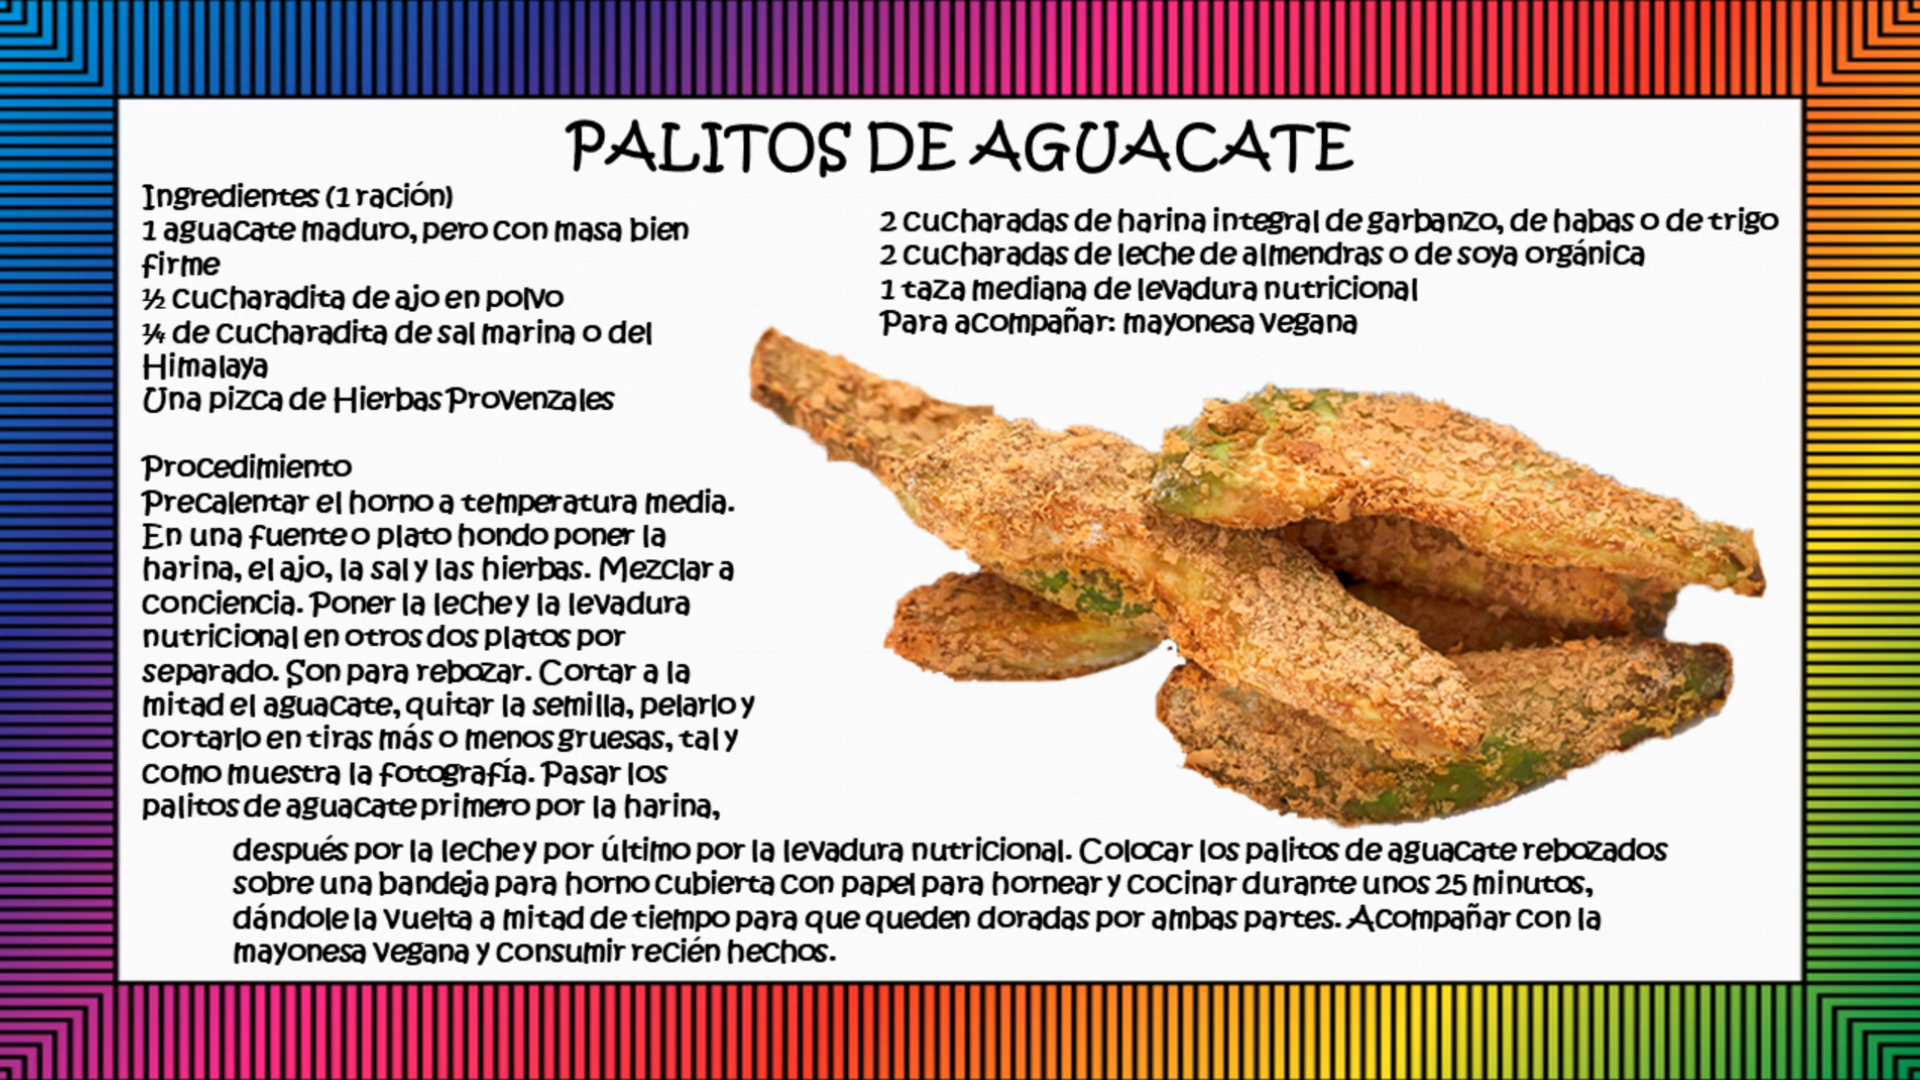 PALITOS DE AGUACATE
Ingredientes (1 ración)
1 aguacate maduro, pero con masa bien
firme
½ cucharadita de ajo en polvo
¼ de cucharadita de sal marina o del
Himalaya
Una pizca de Hierbas Provenzales
2 cucharadas de harina integral de garbanzo, de habas o de trigo
2 cucharadas de leche de almendras o de soya orgánica
1 taza mediana de levadura nutricional
Para acompañar: mayonesa vegana
Procedimiento
Precalentar el horno a temperatura media.
En una fuente o plato hondo poner la
harina, el ajo, la sal y las hierbas. Mezclar a
conciencia. Poner la leche y la levadura
nutricional en otros dos platos por
separado. Son para rebozar. Cortar a la
mitad el aguacate, quitar la semilla, pelarlo y
cortarlo en tiras más o menos gruesas, tal y
como muestra la fotografía. Pasar los
palitos de aguacate primero por la harina,
después por la leche y por último por la levadura nutricional. Colocar los palitos de aguacate rebozados
sobre una bandeja para horno cubierta con papel para hornear y cocinar durante unos 25 minutos,
dándole la vuelta a mitad de tiempo para que queden doradas por ambas partes. Acompañar con la
mayonesa vegana y consumir recién hechos.